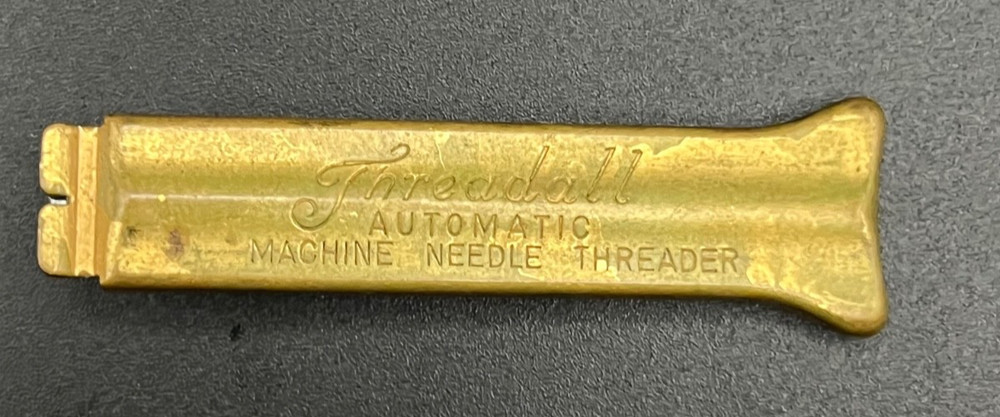 Threadall
AUTOMATIC
MACHINE NEEDLE THREADER